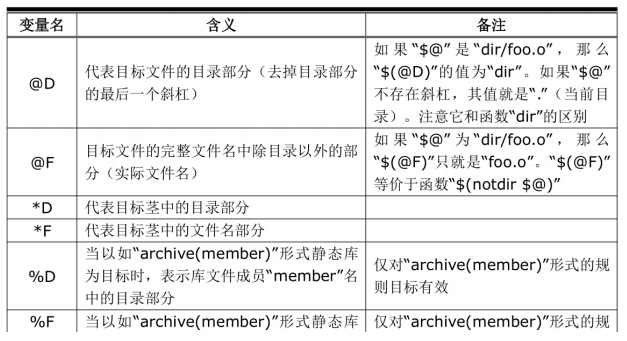 变量名 含义 备注
@D
代表目标文件的目录部分（去掉目录部分
的最后一个斜杠）
如果“$@”是“dir/foo.o”，那么
“$(@D)”的值为“dir”。如果“$@”
不存在斜杠，其值就是“.”（当前目
录）。注意它和函数“dir”的区别
@F
目标文件的完整文件名中除目录以外的部
分（实际文件名）
如果“$@”为“dir/foo.o”，那么
“$(@F)”只就是“foo.o”。“$(@F)”
等价于函数“$(notdir $@)”
*D 代表目标茎中的目录部分
*F 代表目标茎中的文件名部分
%D
当以如“archive(member)”形式静态库
为目标时，表示库文件成员“member”名
中的目录部分
仅对“archive(member)”形式的规
则目标有效
%F 当以如“archive(member)”形式静态库 仅对“archive(member)”形式的规